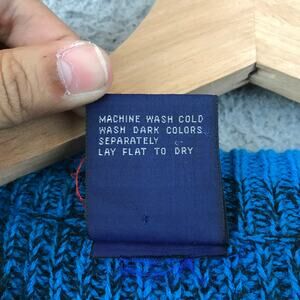 MACHINE WASH COLD
WASH DARK COLORS
SEPARATELY
LAY FLAT TO DRY